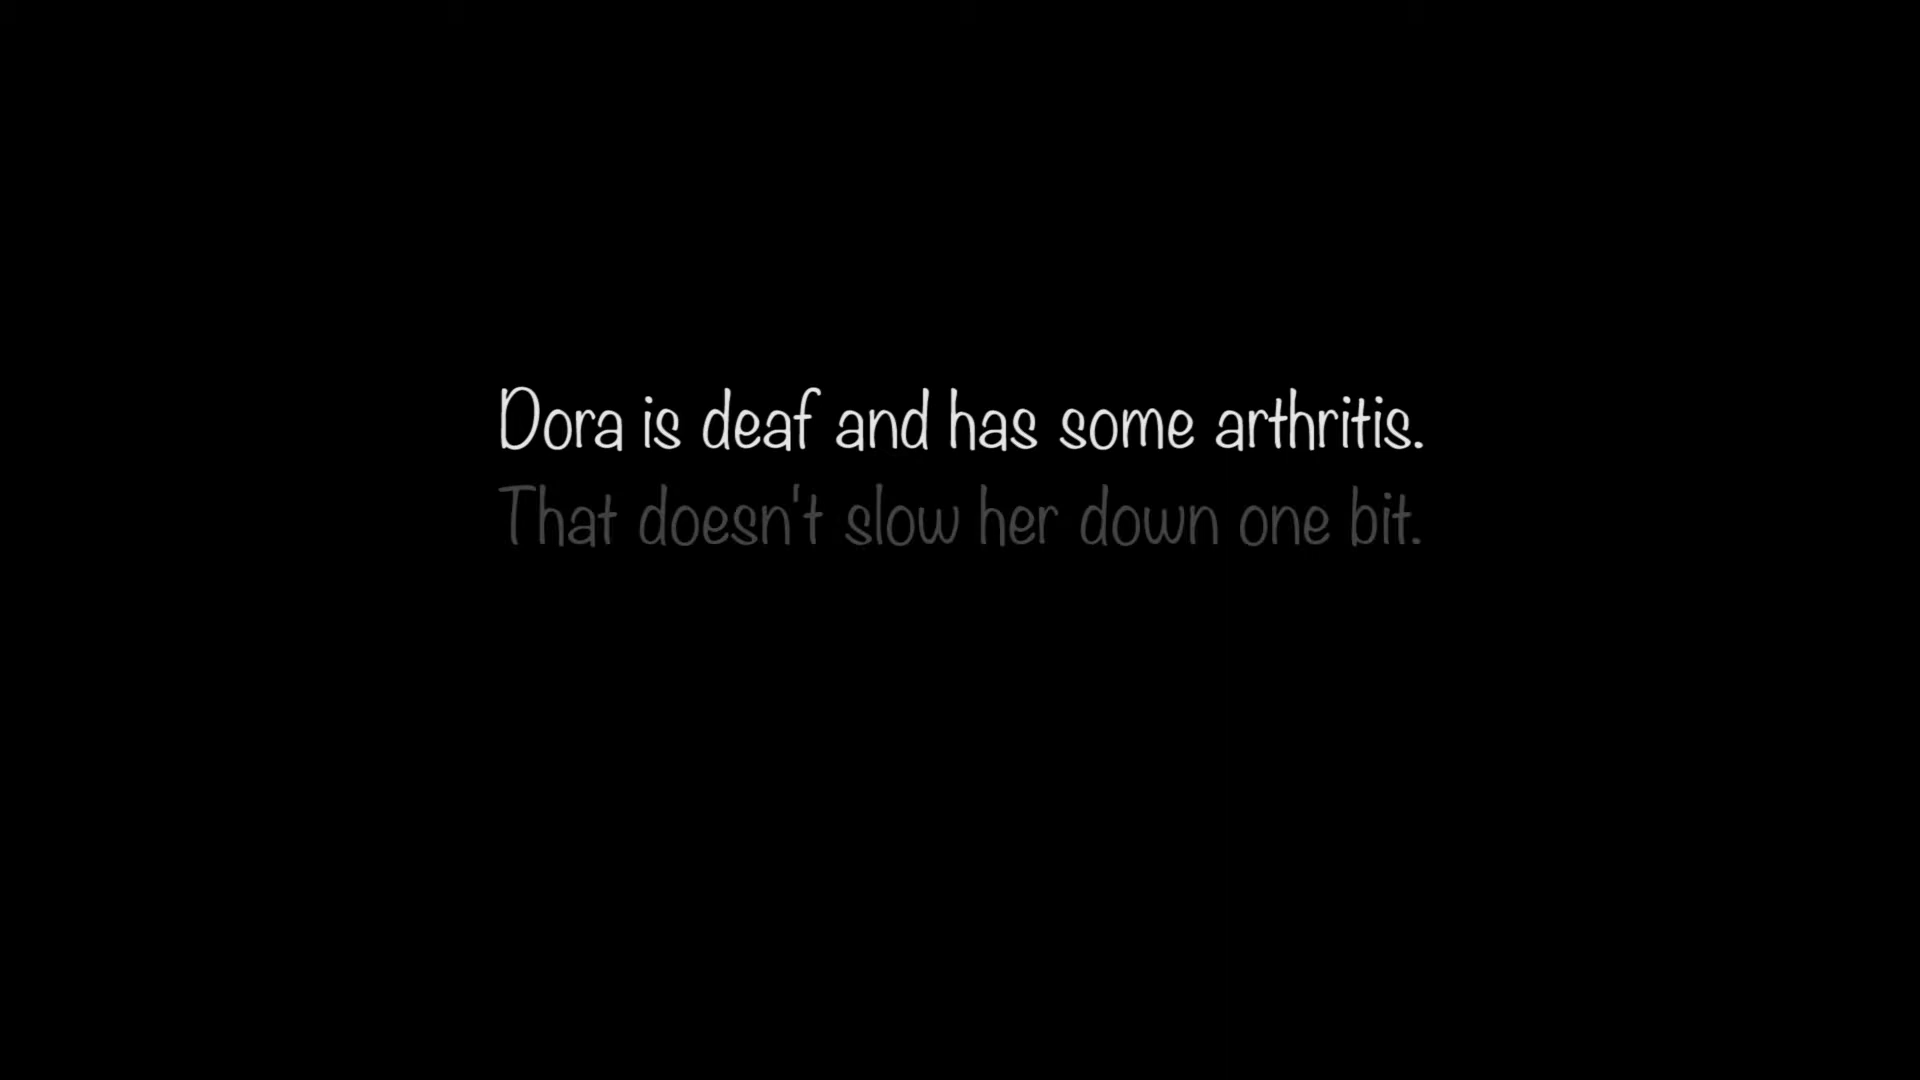 Dora is deaf and has some arthritis.
That doesn't slow her down one bit.